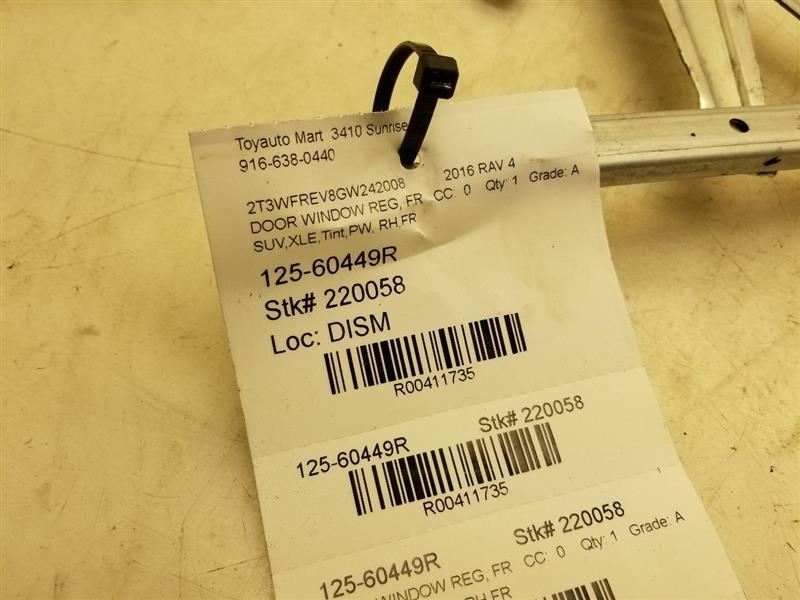 Toyauto Mart 3410 Sunrise
916-638-0440
2T3WFREV8GW242008 2016 RAV 4
DOOR WINDOW REG, FR CC: 0 Qty: 1 Grade: A
SUV,XLE,Tint,PW, RH,FR
125-60449R
Stk# 220058
Loc: DISM
R00411735
125-60449R Stk# 220058
R00411735
125-60449R Stk# 220058
WINDOW REG, FR CC: 0 Qty: 1 Grade: A
RH,FR